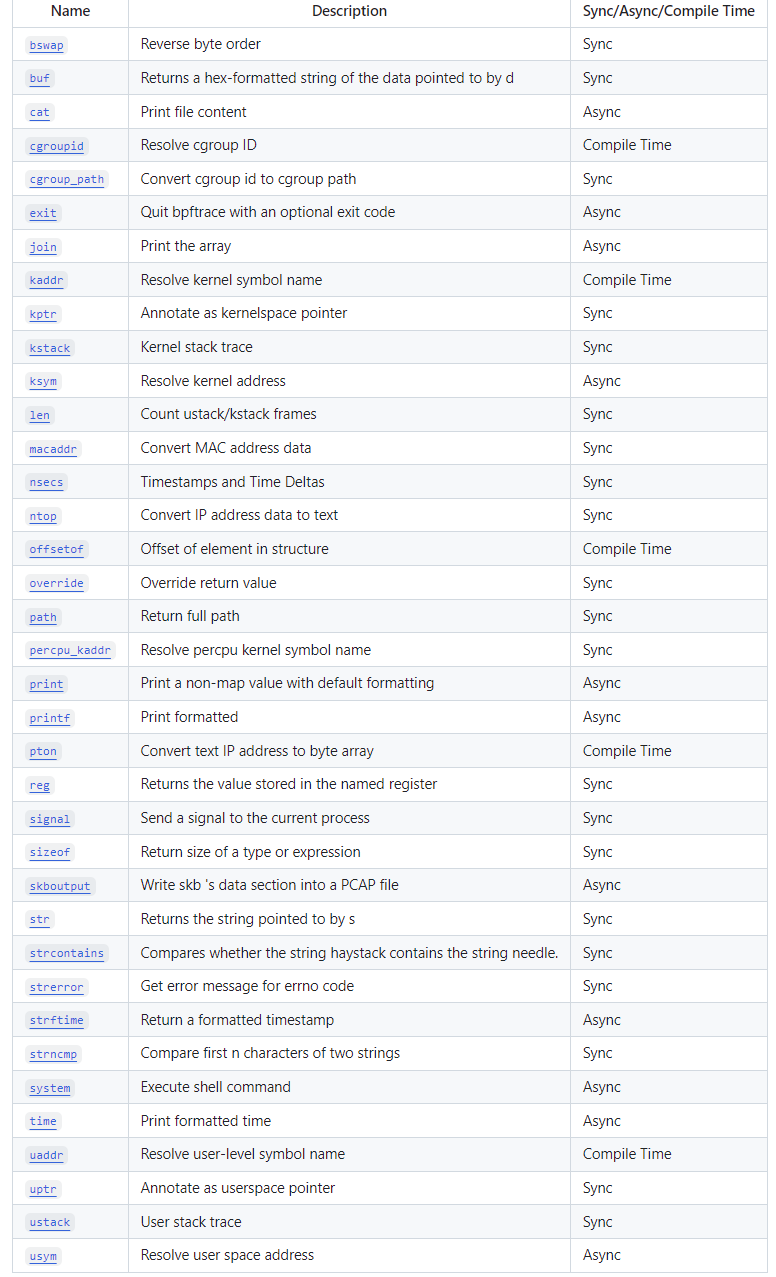 Name Description Sync/Async/Compile Time
bswap Reverse byte order Sync
buf Returns a hex-formatted string of the data pointed to by d Sync
cat Print file content Async
cgroupid Resolve cgroup ID Compile Time
cgroup_path Convert cgroup id to cgroup path Sync
exit Quit bpftrace with an optional exit code Async
join Print the array Async
kaddr Resolve kernel symbol name Compile Time
kptr Annotate as kernelspace pointer Sync
kstack Kernel stack trace Sync
ksym Resolve kernel address Async
len Count ustack/kstack frames Sync
macaddr Convert MAC address data Sync
nsecs Timestamps and Time Deltas Sync
ntop Convert IP address data to text Sync
offsetof Offset of element in structure Compile Time
override Override return value Sync
path Return full path Sync
percpu_kaddr Resolve percpu kernel symbol name Sync
print Print a non-map value with default formatting Async
printf Print formatted Async
pton Convert text IP address to byte array Compile Time
reg Returns the value stored in the named register Sync
signal Send a signal to the current process Sync
sizeof Return size of a type or expression Sync
skboutput Write skb 's data section into a PCAP file Async
str Returns the string pointed to by s Sync
strcontains Compares whether the string haystack contains the string needle. Sync
strerror Get error message for errno code Sync
strftime Return a formatted timestamp Async
strncmp Compare first n characters of two strings Sync
system Execute shell command Async
time Print formatted time Async
uaddr Resolve user-level symbol name Compile Time
uptr Annotate as userspace pointer Sync
ustack User stack trace Sync
usym Resolve user space address Async